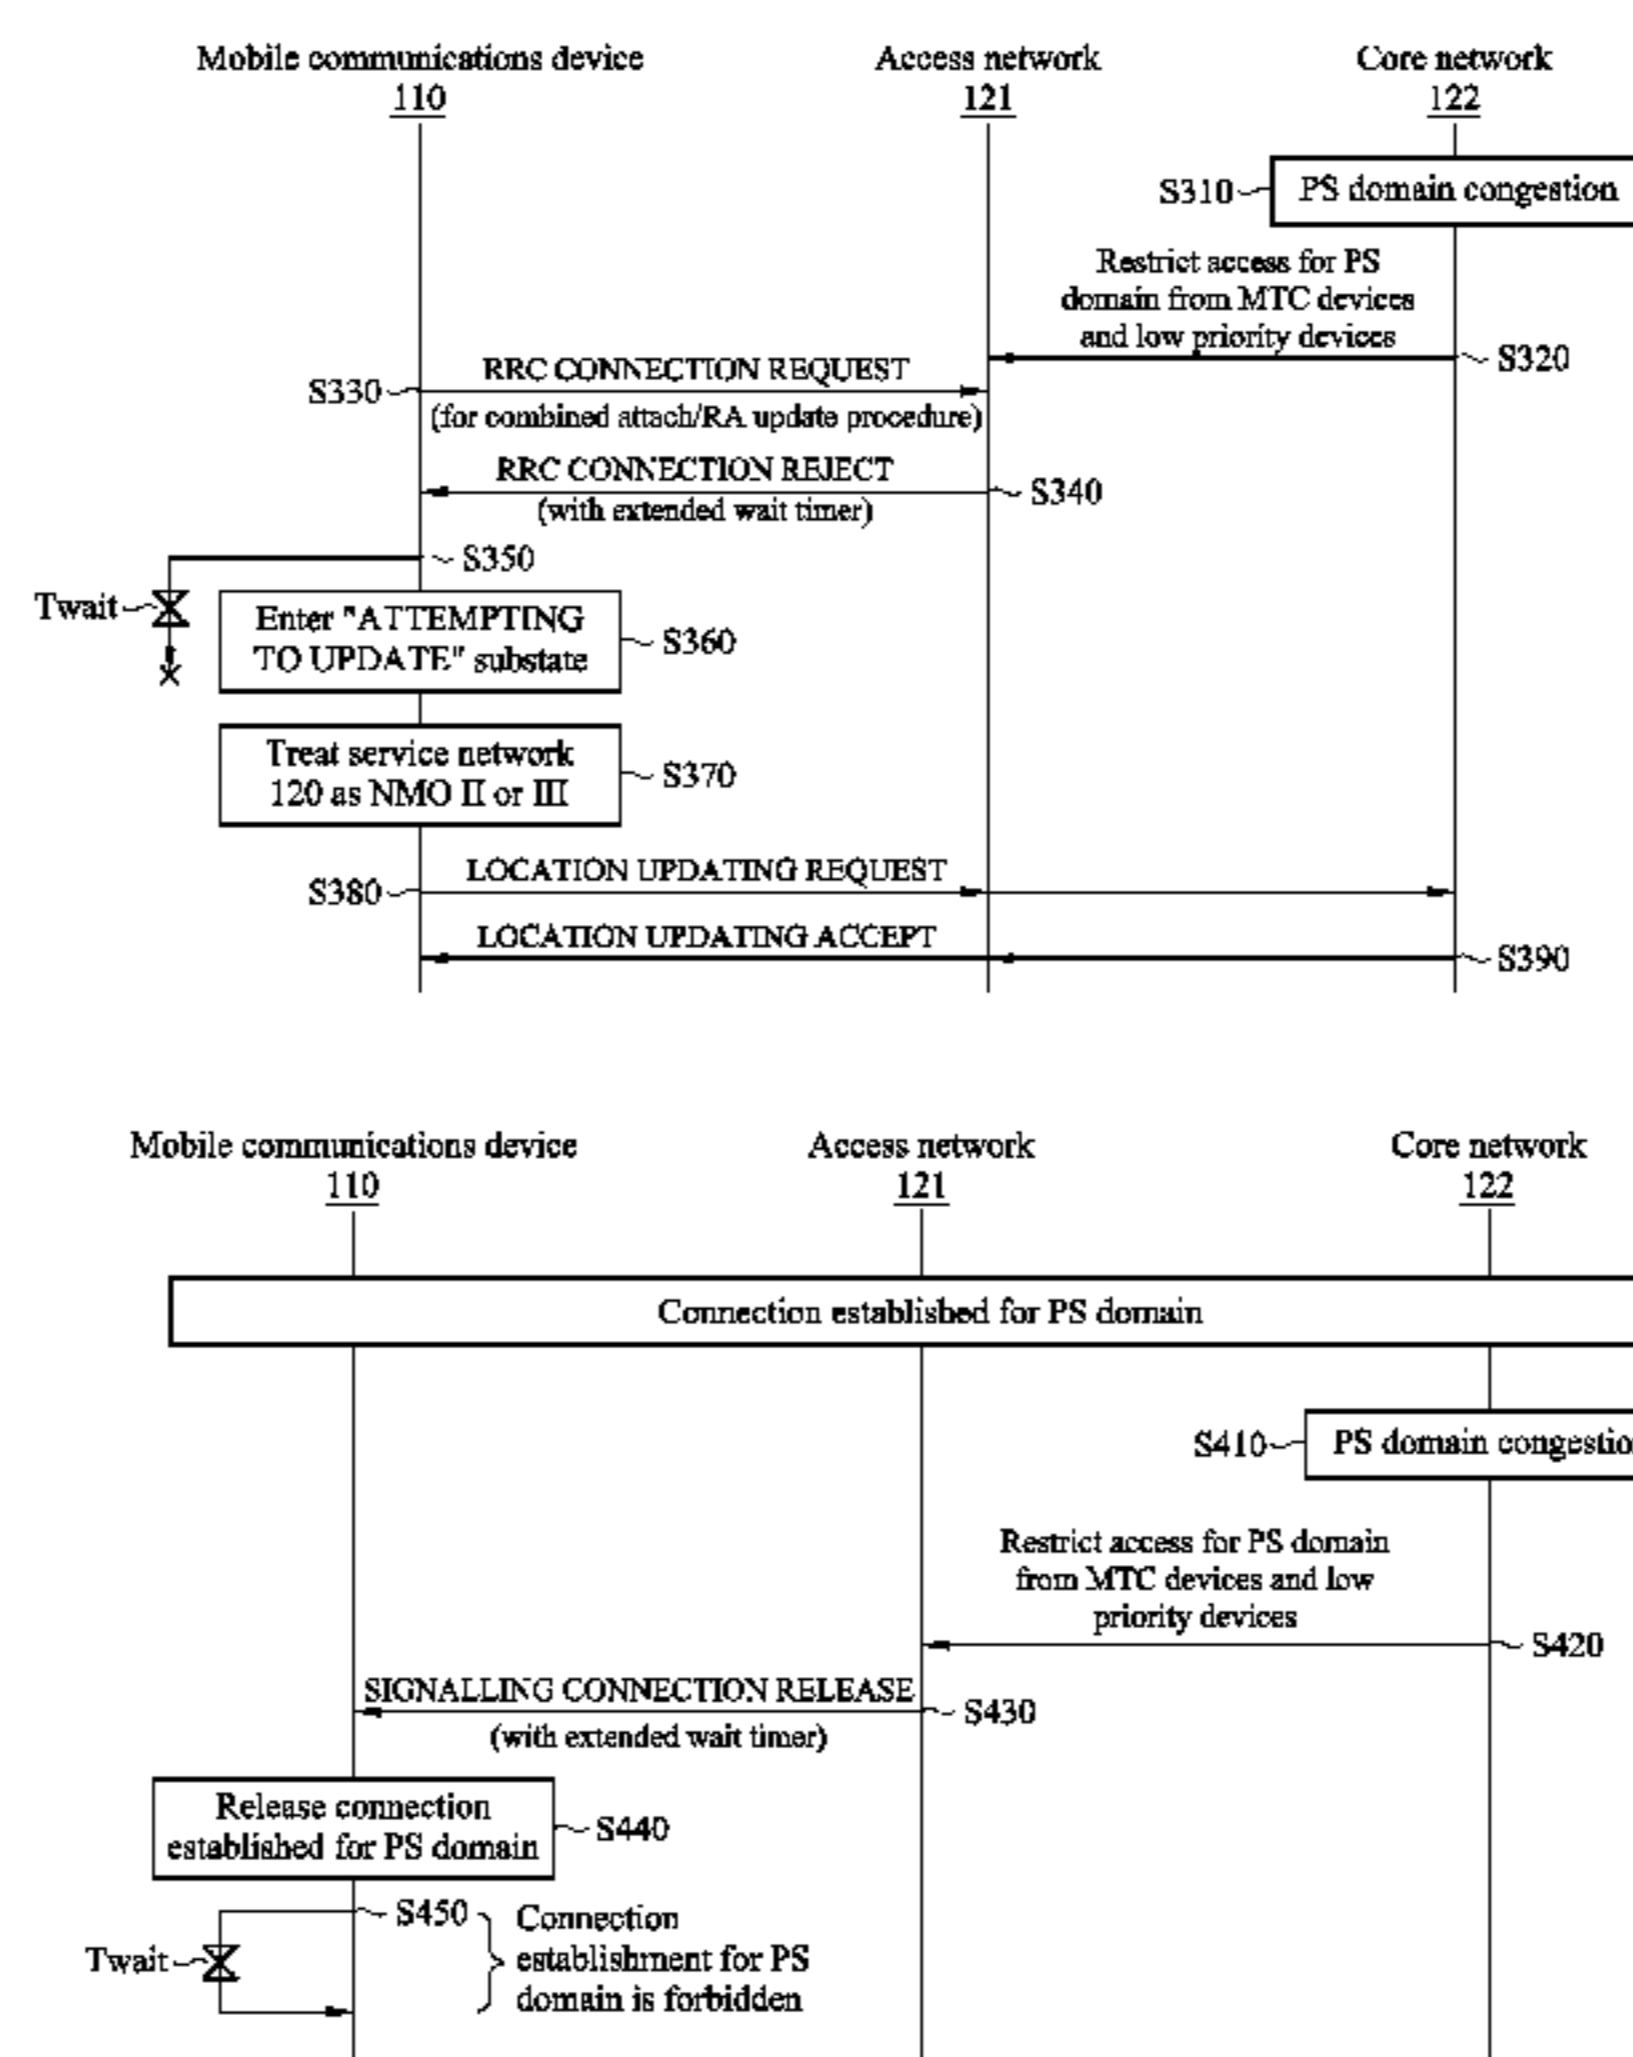 Mobile communications device
110
Access network
121
Core network
122
S310
PS domain congestion
Restrict access for PS
domain from MTC devices
and low priority devices
S320
RRC CONNECTION REQUEST
S330
(for combined attach/RA update procedure)
RRC CONNECTION REJECT
S340
(with extended wait timer)
S350
Twait
Enter "ATTEMPTING
TO UPDATE" substate
S360
Treat service network
120 as NMO II or III
S370
LOCATION UPDATING REQUEST
S380
LOCATION UPDATING ACCEPT
S390
Mobile communications device
110
Access network
121
Core network
122
Connection established for PS domain
S410
PS domain congestio
Restrict access for PS domain
from MTC devices and low
priority devices
S420
SIGNALLING CONNECTION RELEASE
S430
(with extended wait timer)
Release connection
established for PS domain
S440
S450
Twait
Connection
establishment for PS
domain is forbidden